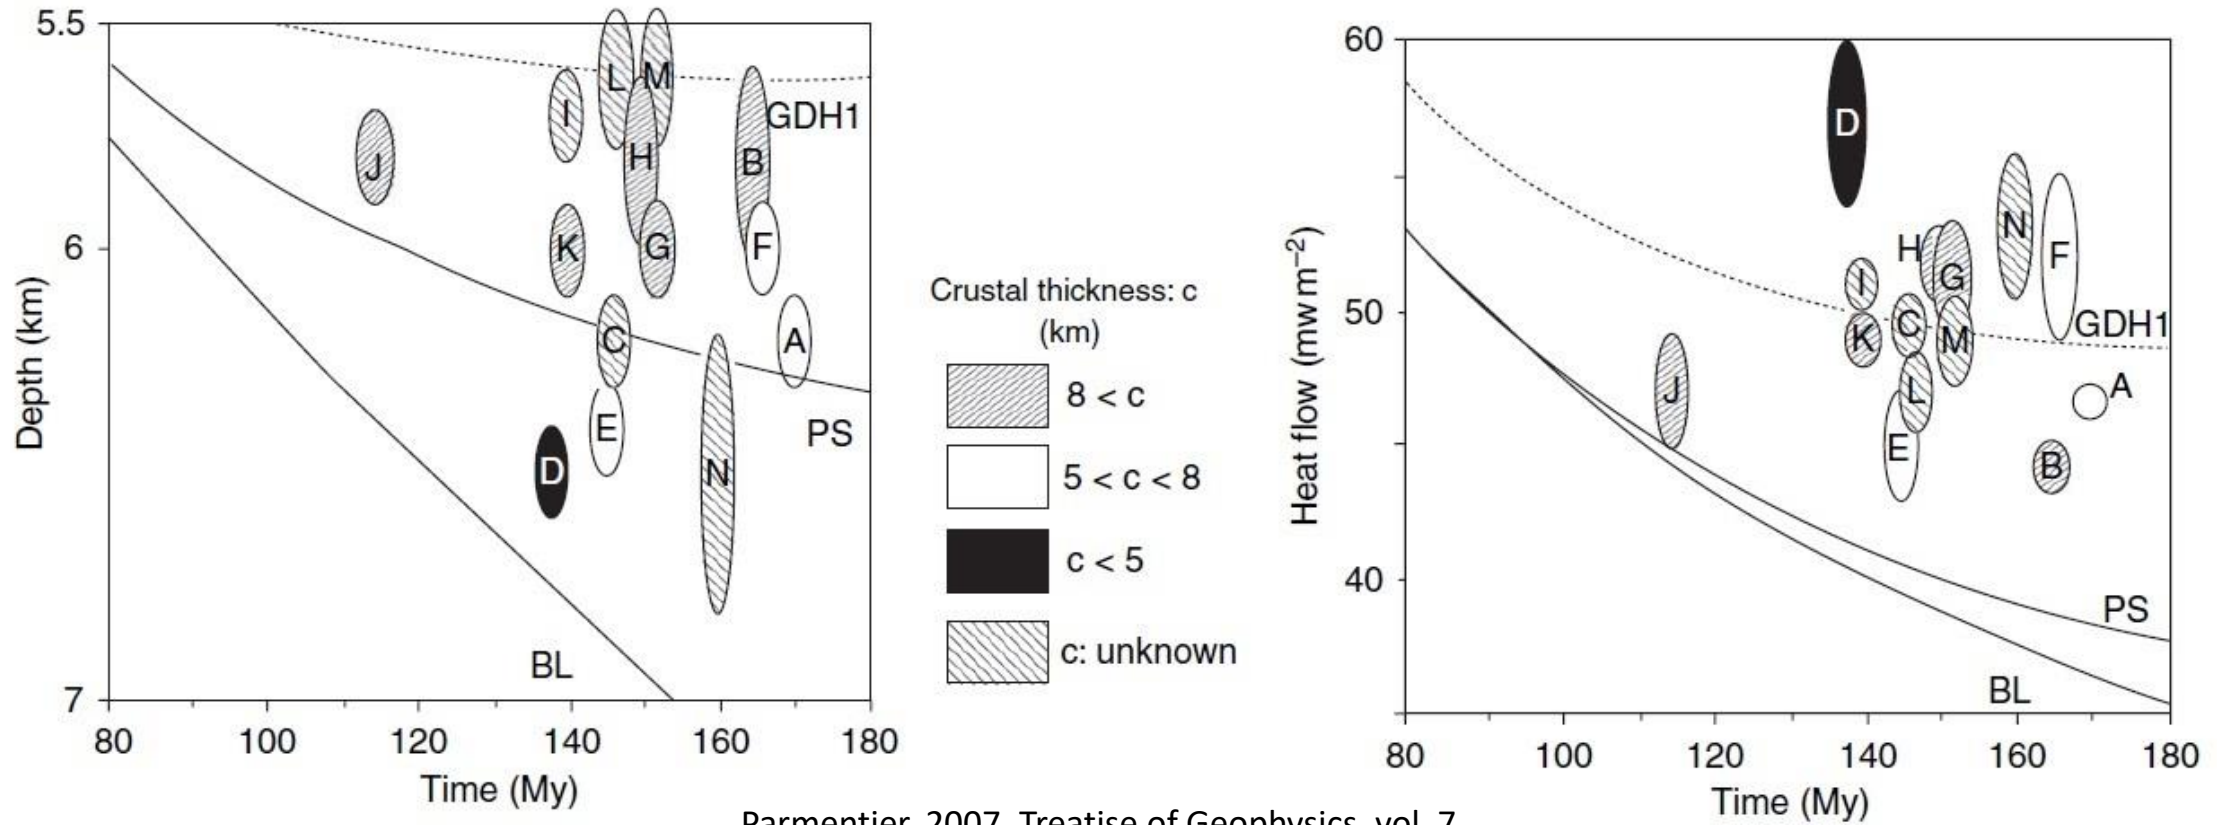 5.5
6
7
Depth (km)
80 100 120 140 160 180
Time (My)
L M
I
GDH1
J
H B
K G F
C A
E PS
D N
BL
Crustal thickness: c
(km)
8 < c
5 < c < 8
c < 5
c: unknown
60
50
40
Heat flow (mw m−2)
80 100 120 140 160 180
Time (My)
D
H N
I G F
C GDH1
K M
J L A
E B
PS
BL
Parmentier, 2007, Treatise of Geophysics, vol. 7